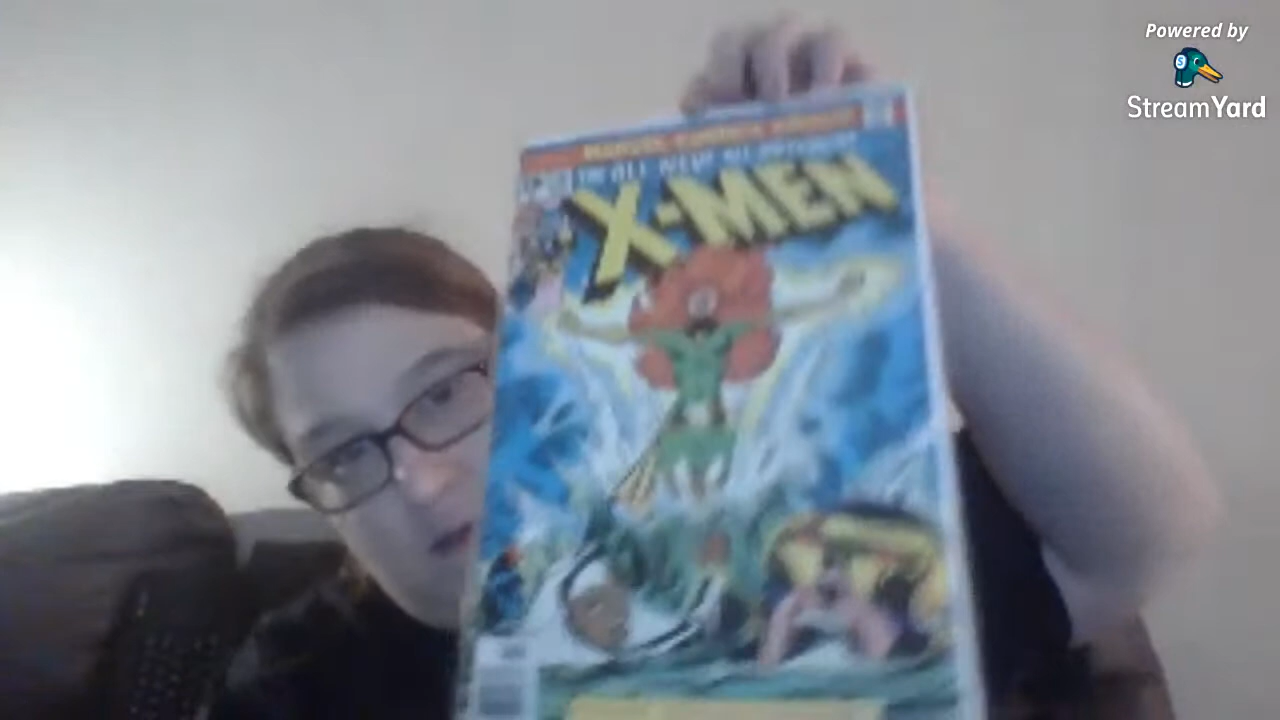 Powered by
StreamYard
MARVEL COMICS GROUP
THE ALL NEW! ALL DIFFERENT
X-MEN